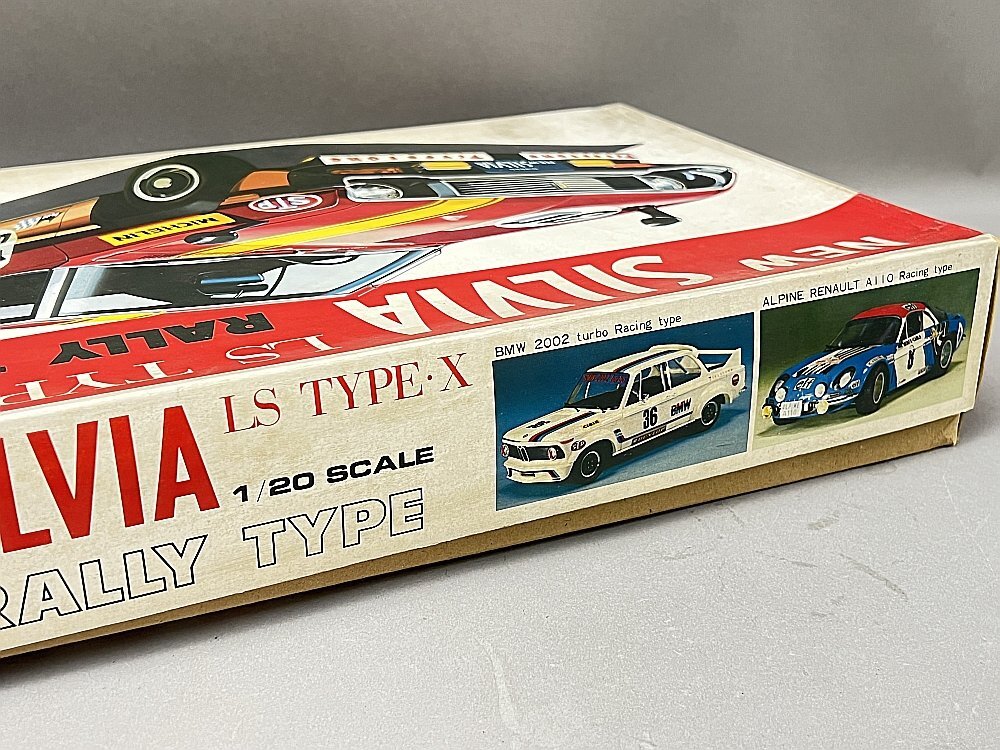 STP
MICHELIN
NEW SILVIA
LS TYPE
RALLY
LVIA LS TYPE·X
1/20 SCALE
RALLY TYPE
BMW 2002 turbo Racing type
36
BMW
ALPINE RENAULT A110 Racing type
8